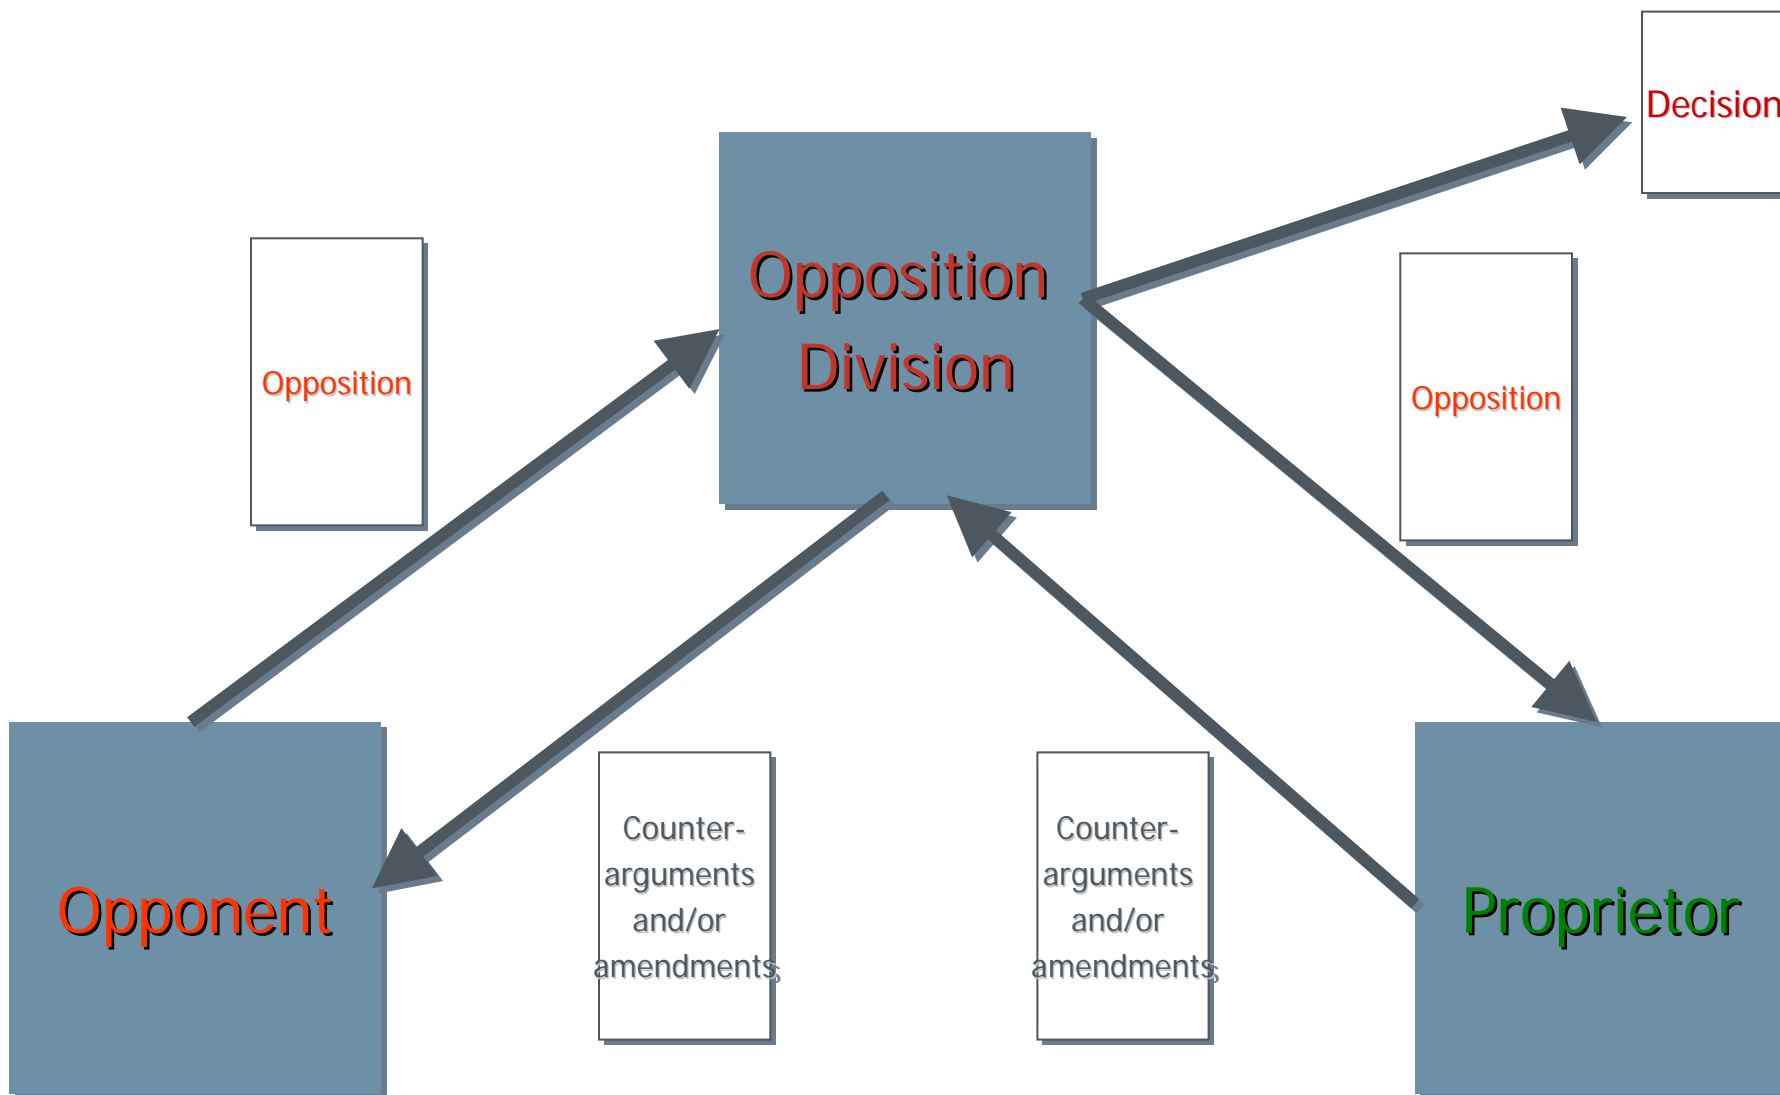 Decision
Opposition
Division
Opposition
Opposition
Counter-
arguments
and/or
amendments
Counter-
arguments
and/or
amendments
Opponent
Proprietor